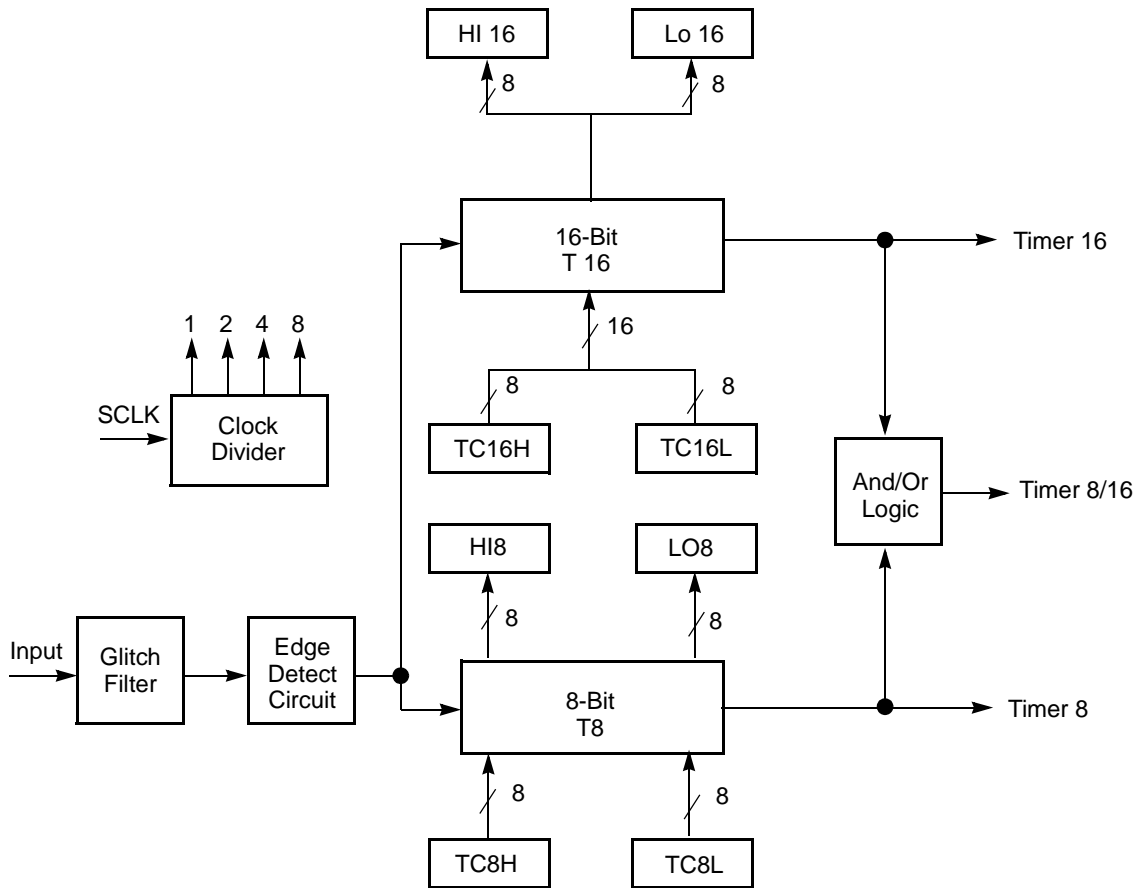 HI 16
Lo 16
8
8
16-Bit
T 16
Timer 16
16
1 2 4 8
8
8
SCLK
Clock
Divider
TC16H
TC16L
And/Or
Logic
Timer 8/16
HI8
LO8
8
8
Input
Glitch
Filter
Edge
Detect
Circuit
8-Bit
T8
Timer 8
8
8
TC8H
TC8L